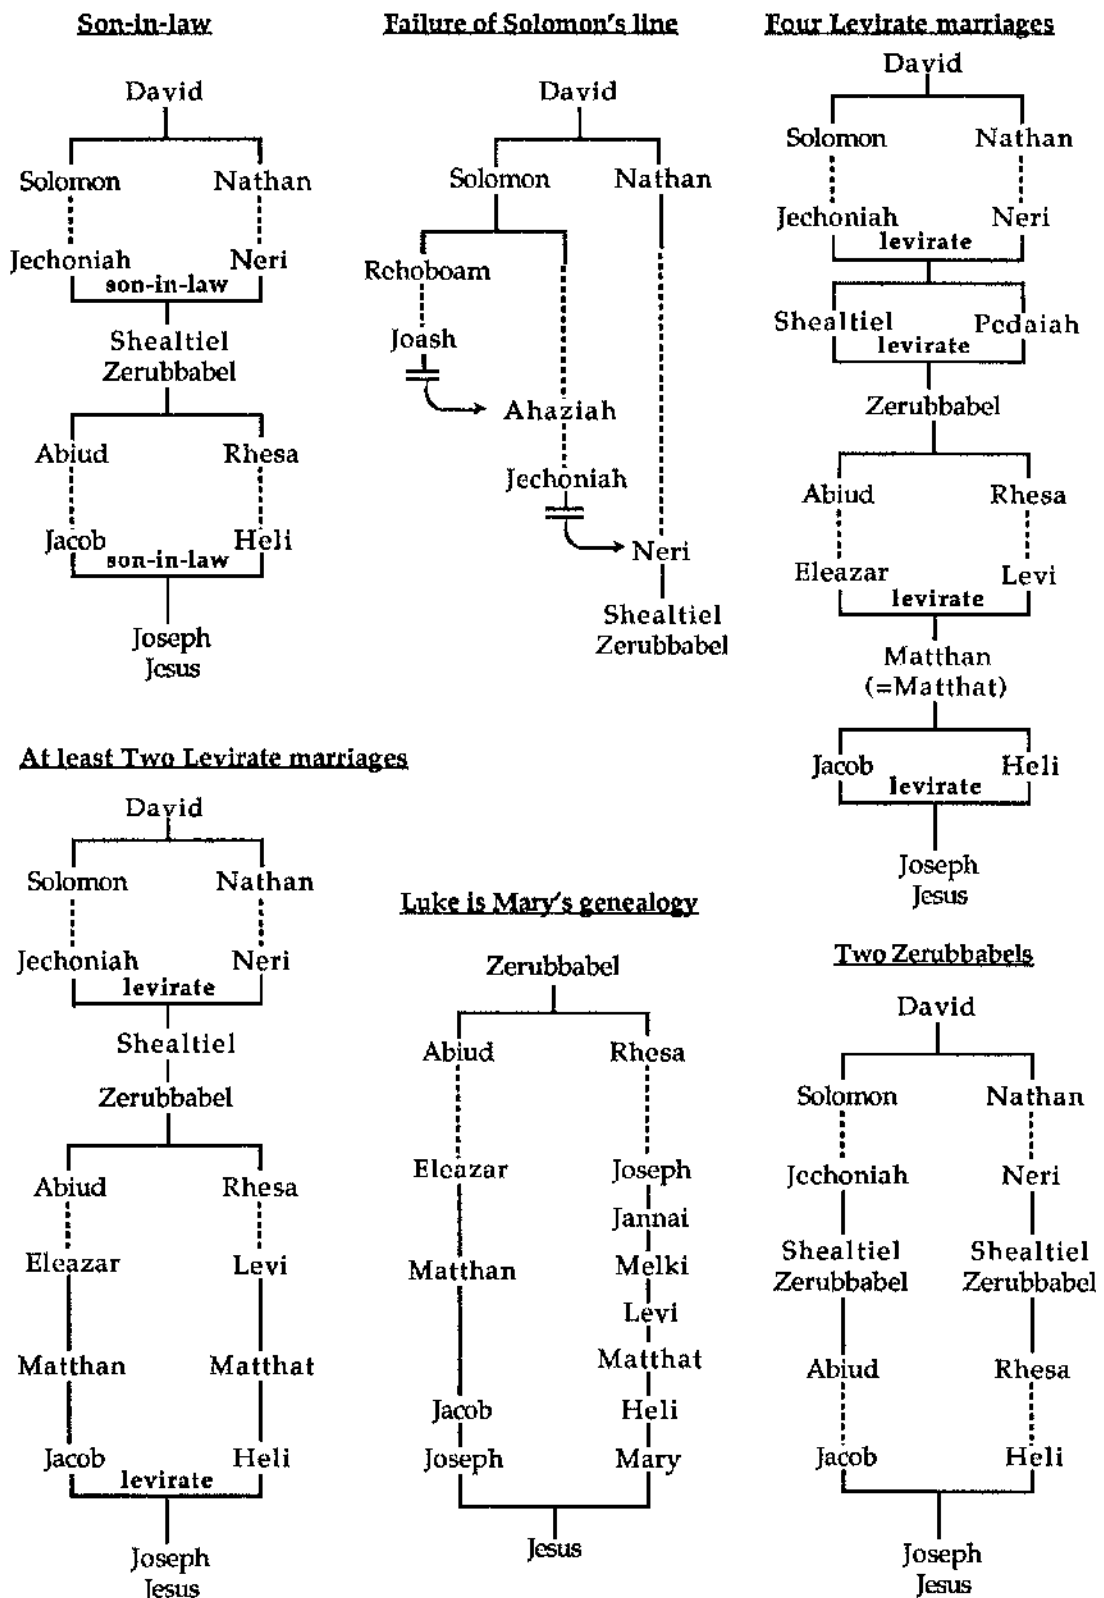 Son-in-law
David
Solomon Nathan
Jechoniah Neri
son-in-law
Shealtiel
Zerubbabel
Abiud Rhesa
Jacob Heli
son-in-law
Joseph
Jesus
Failure of Solomon's line
David
Solomon Nathan
Rehoboam
Joash
Ahaziah
Jechoniah
Neri
Shealtiel
Zerubbabel
Four Levirate marriages
David
Solomon Nathan
Jechoniah Neri
levirate
Shealtiel Pedaiah
levirate
Zerubbabel
Abiud Rhesa
Eleazar Levi
levirate
Matthan
(=Matthat)
Jacob Heli
levirate
Joseph
Jesus
At least Two Levirate marriages
David
Solomon Nathan
Jechoniah Neri
levirate
Shealtiel
Zerubbabel
Abiud Rhesa
Eleazar Levi
Matthan Matthat
Jacob Heli
levirate
Joseph
Jesus
Luke is Mary's genealogy
Zerubbabel
Abiud Rhesa
Eleazar Joseph
Jannai
Matthan Melki
Levi
Matthat
Jacob Heli
Joseph Mary
Jesus
Two Zerubbabels
David
Solomon Nathan
Jechoniah Neri
Shealtiel Shealtiel
Zerubbabel Zerubbabel
Abiud Rhesa
Jacob Heli
Joseph
Jesus